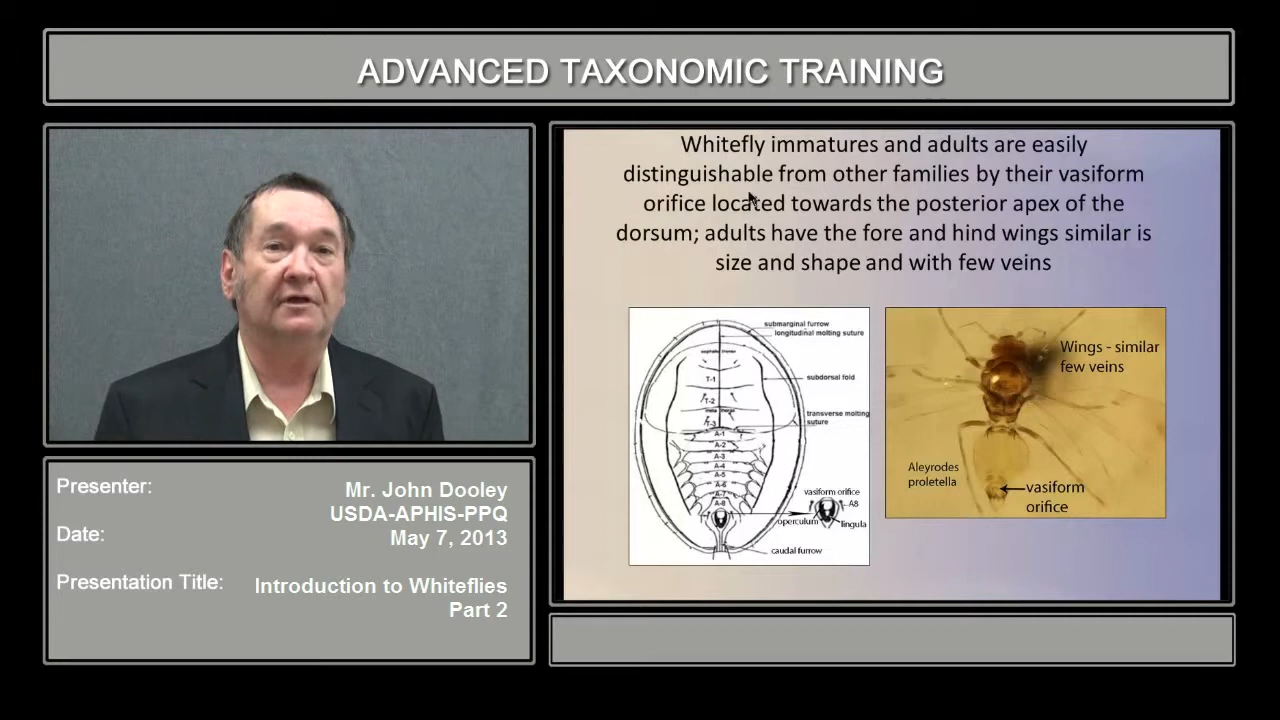 ADVANCED TAXONOMIC TRAINING
Presenter:
Mr. John Dooley
USDA-APHIS-PPQ
Date:
May 7, 2013
Presentation Title:
Introduction to Whiteflies
Part 2
Whitefly immatures and adults are easily
distinguishable from other families by their vasiform
orifice located towards the posterior apex of the
dorsum; adults have the fore and hind wings similar is
size and shape and with few veins
submarginal furrow
longitudinal molting suture
subdorsal fold
T-1
T-2
T-3
transverse molting
suture
A-1
A-2
A-3
A-4
A-5
A-6
A-7
A-8
vasiform orifice
A8
operculum
lingula
caudal furrow
Wings - similar
few veins
Aleyrodes
proletella
vasiform
orifice